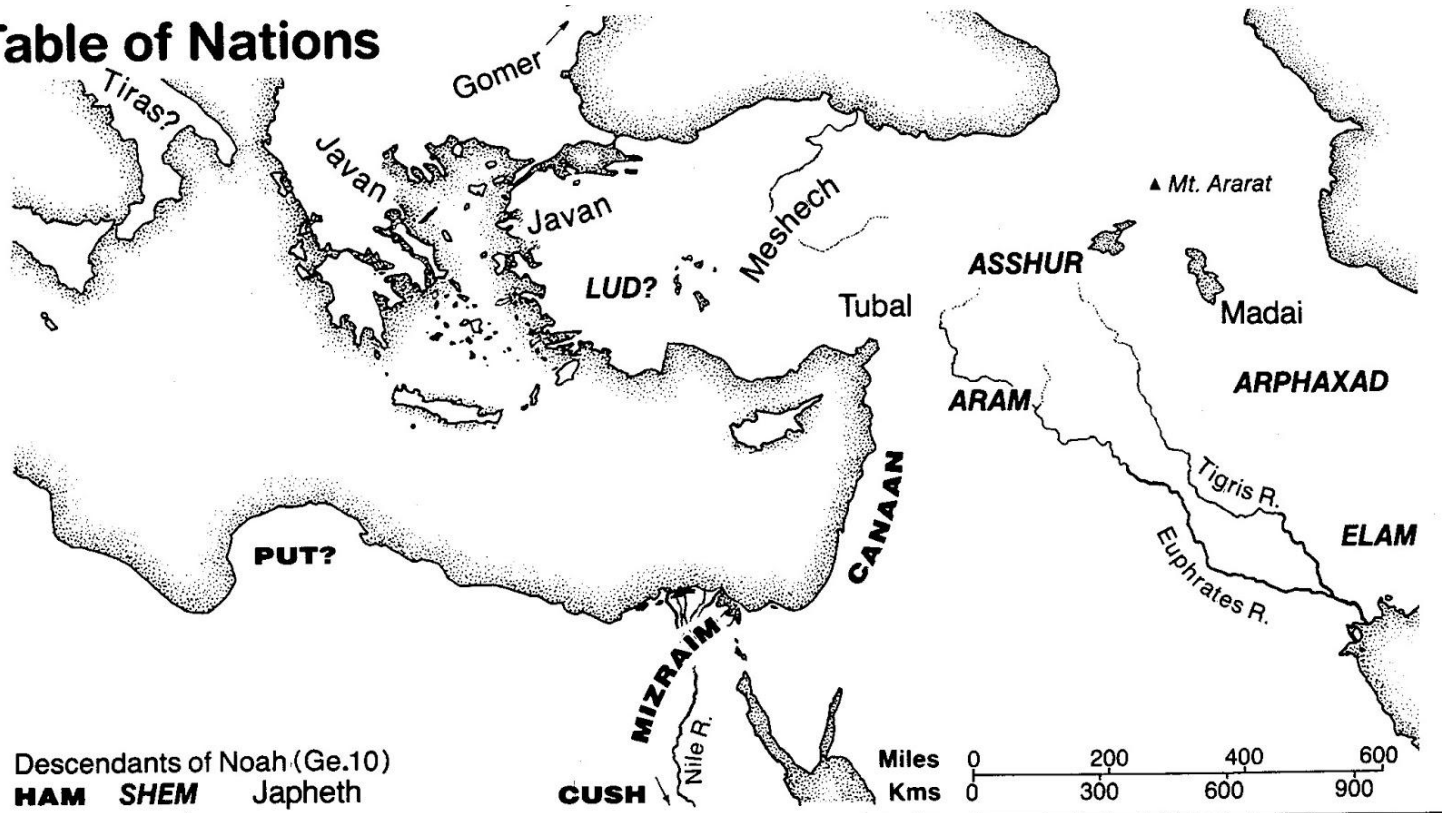 Table of Nations
Tiras?
Gomer
Javan
Javan
Meshech
Mt. Ararat
ASSHUR
LUD?
Tubal
Madai
ARAM
ARPHAXAD
Tigris R.
CANAAN
ELAM
PUT?
Euphrates R.
MIZRAIM
Nile R.
CUSH
Descendants of Noah (Ge.10)
HAM SHEM Japheth
Miles 0 200 400 600
Kms 0 300 600 900